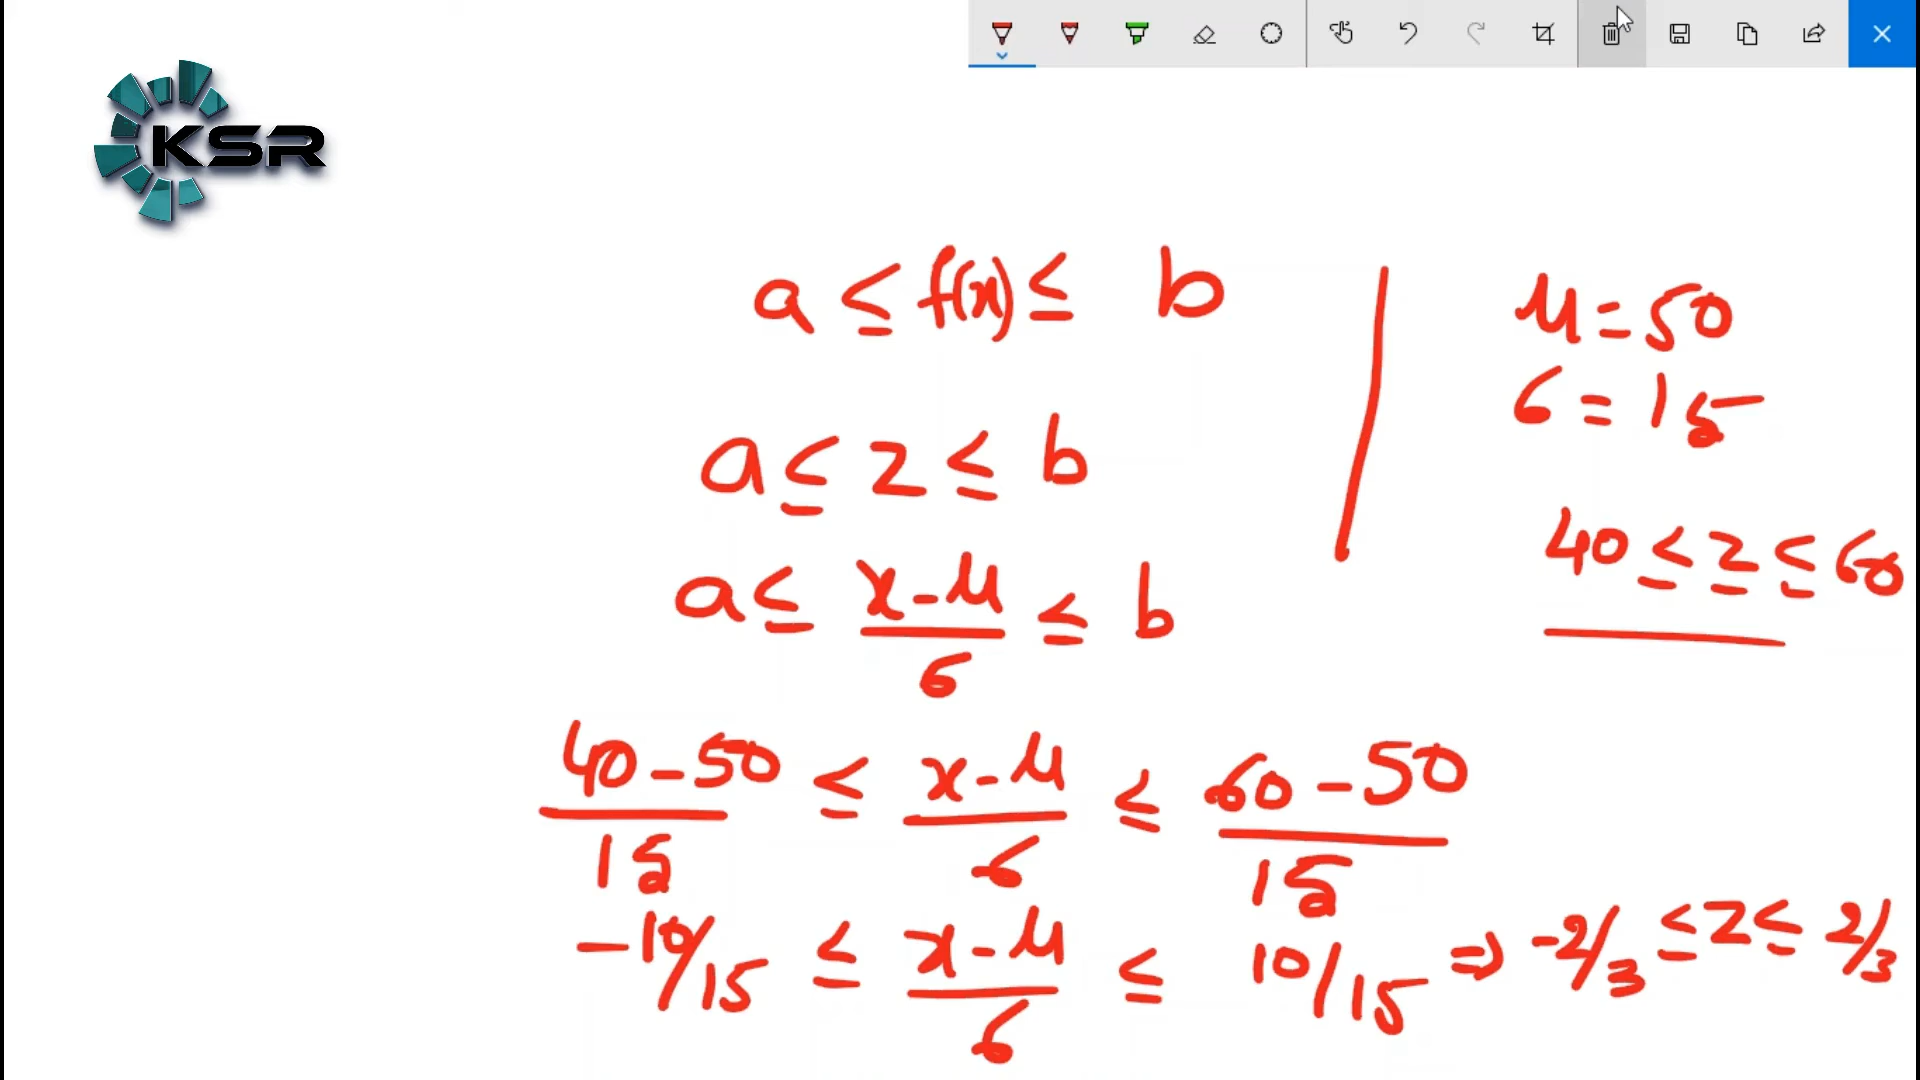 KSR
a ≤ f(x) ≤ b
a ≤ z ≤ b
a ≤ x-μ/σ ≤ b
μ = 50
σ = 15
40 ≤ z ≤ 60
40-50/15 ≤ x-μ/σ ≤ 60-50/15
-10/15 ≤ x-μ/σ ≤ 10/15 ⇒ -2/3 ≤ z ≤ 2/3